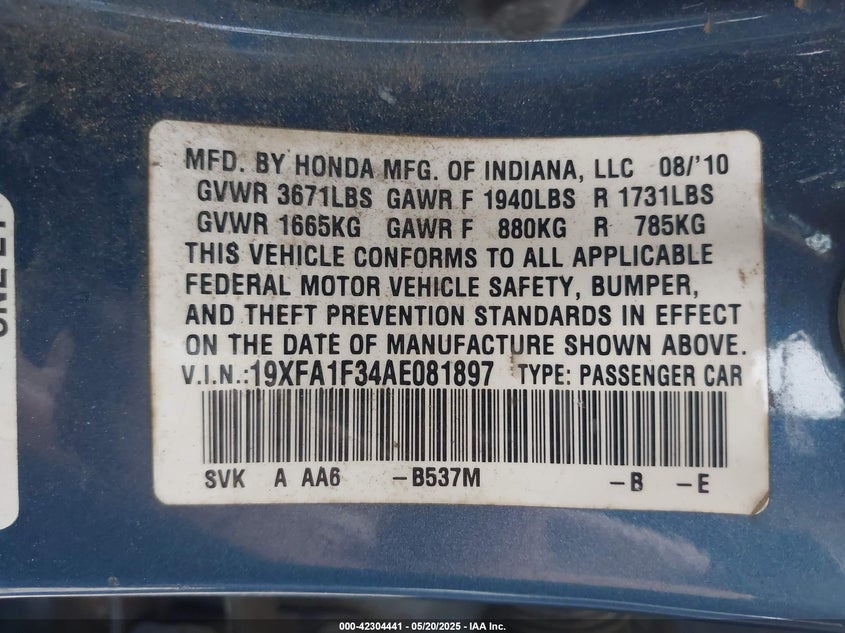 MFD. BY HONDA MFG. OF INDIANA, LLC 08/'10
GVWR 3671LBS GAWR F 1940LBS R 1731LBS
GVWR 1665KG GAWR F 880KG R 785KG
THIS VEHICLE CONFORMS TO ALL APPLICABLE
FEDERAL MOTOR VEHICLE SAFETY, BUMPER,
AND THEFT PREVENTION STANDARDS IN EFFECT
ON THE DATE OF MANUFACTURE SHOWN ABOVE.
V.I.N.:19XFA1F34AE081897 TYPE: PASSENGER CAR
SVK A AA6 -B537M -B -E
000-42304441 — 05/20/2025 - IAA Inc.